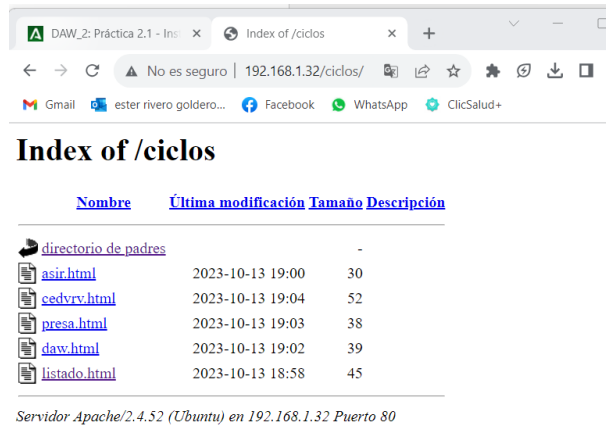 DAW_2: Práctica 2.1 - Ins
Index of /ciclos
No es seguro | 192.168.1.32/ciclos/
Gmail ester rivero goldero... Facebook WhatsApp ClicSalud+
Index of /ciclos
Nombre Última modificación Tamaño Descripción
directorio de padres -
asir.html 2023-10-13 19:00 30
cedvrv.html 2023-10-13 19:04 52
presa.html 2023-10-13 19:03 38
daw.html 2023-10-13 19:02 39
listado.html 2023-10-13 18:58 45
Servidor Apache/2.4.52 (Ubuntu) en 192.168.1.32 Puerto 80